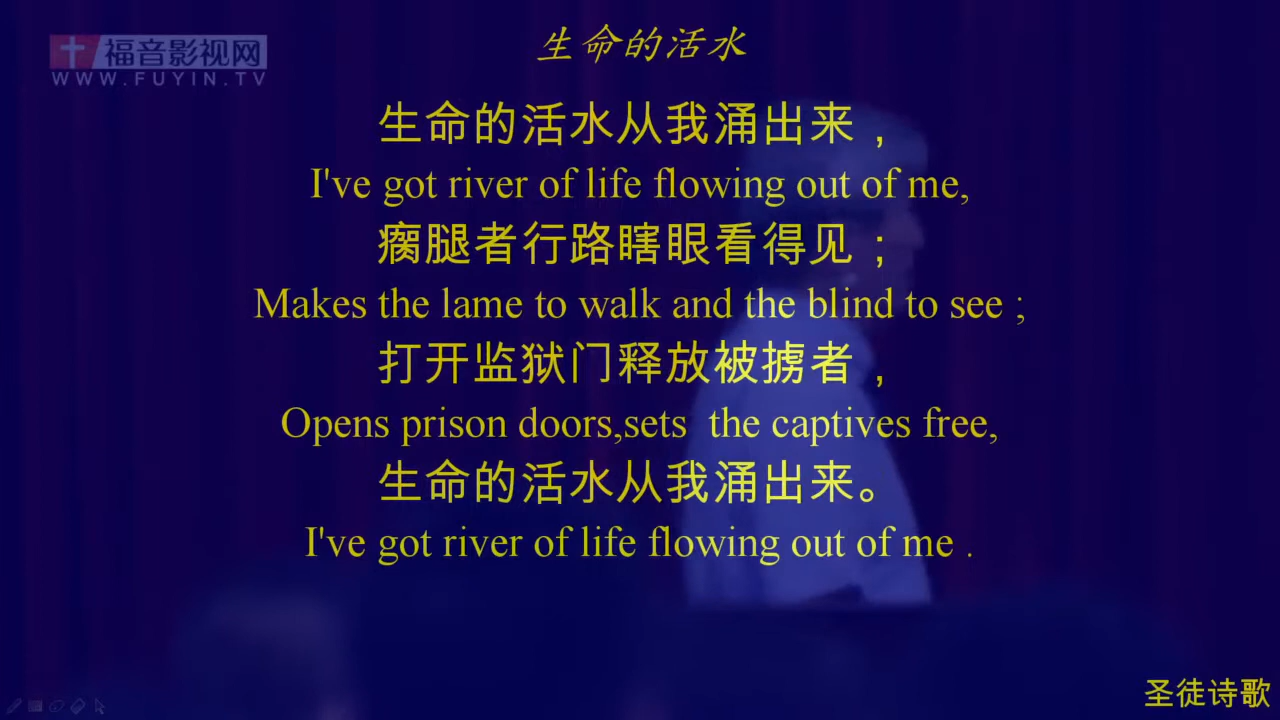 福音影视网
WWW.FUYIN.TV
生命的活水
生命的活水从我涌出来，
I've got river of life flowing out of me,
瘸腿者行路瞎眼看得见；
Makes the lame to walk and the blind to see ;
打开监狱门释放被掳者，
Opens prison doors,sets  the captives free,
生命的活水从我涌出来。
I've got river of life flowing out of me .
圣徒诗歌